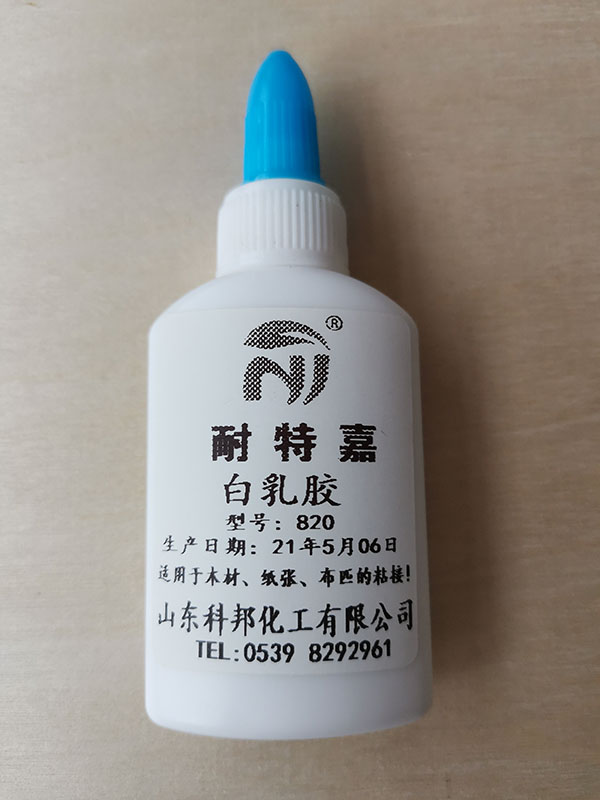 ®
NJ
耐特嘉
白乳胶
型号：820
生产日期：21年5月06日
适用于木材、纸张、布匹的粘接！
山东科邦化工有限公司
TEL:0539 8292961